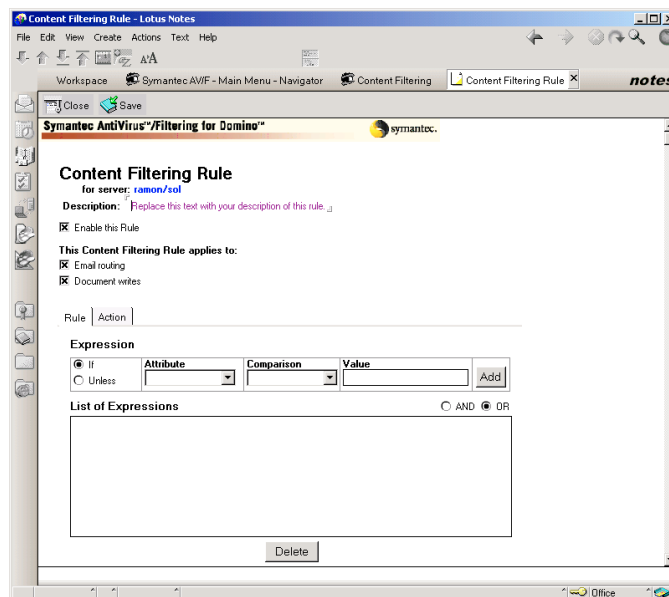 Content Filtering Rule - Lotus Notes
File Edit View Create Actions Text Help
Workspace Symantec AV/F - Main Menu - Navigator Content Filtering Content Filtering Rule notes
Close Save
Symantec AntiVirus™/Filtering for Domino™ symantec.
Content Filtering Rule
for server: ramon/sol
Description: Replace this text with your description of this rule.
Enable this Rule
This Content Filtering Rule applies to:
Email routing
Document writes
Rule Action
Expression
If Attribute Comparison Value
Unless Add
List of Expressions AND OR
Delete
Office